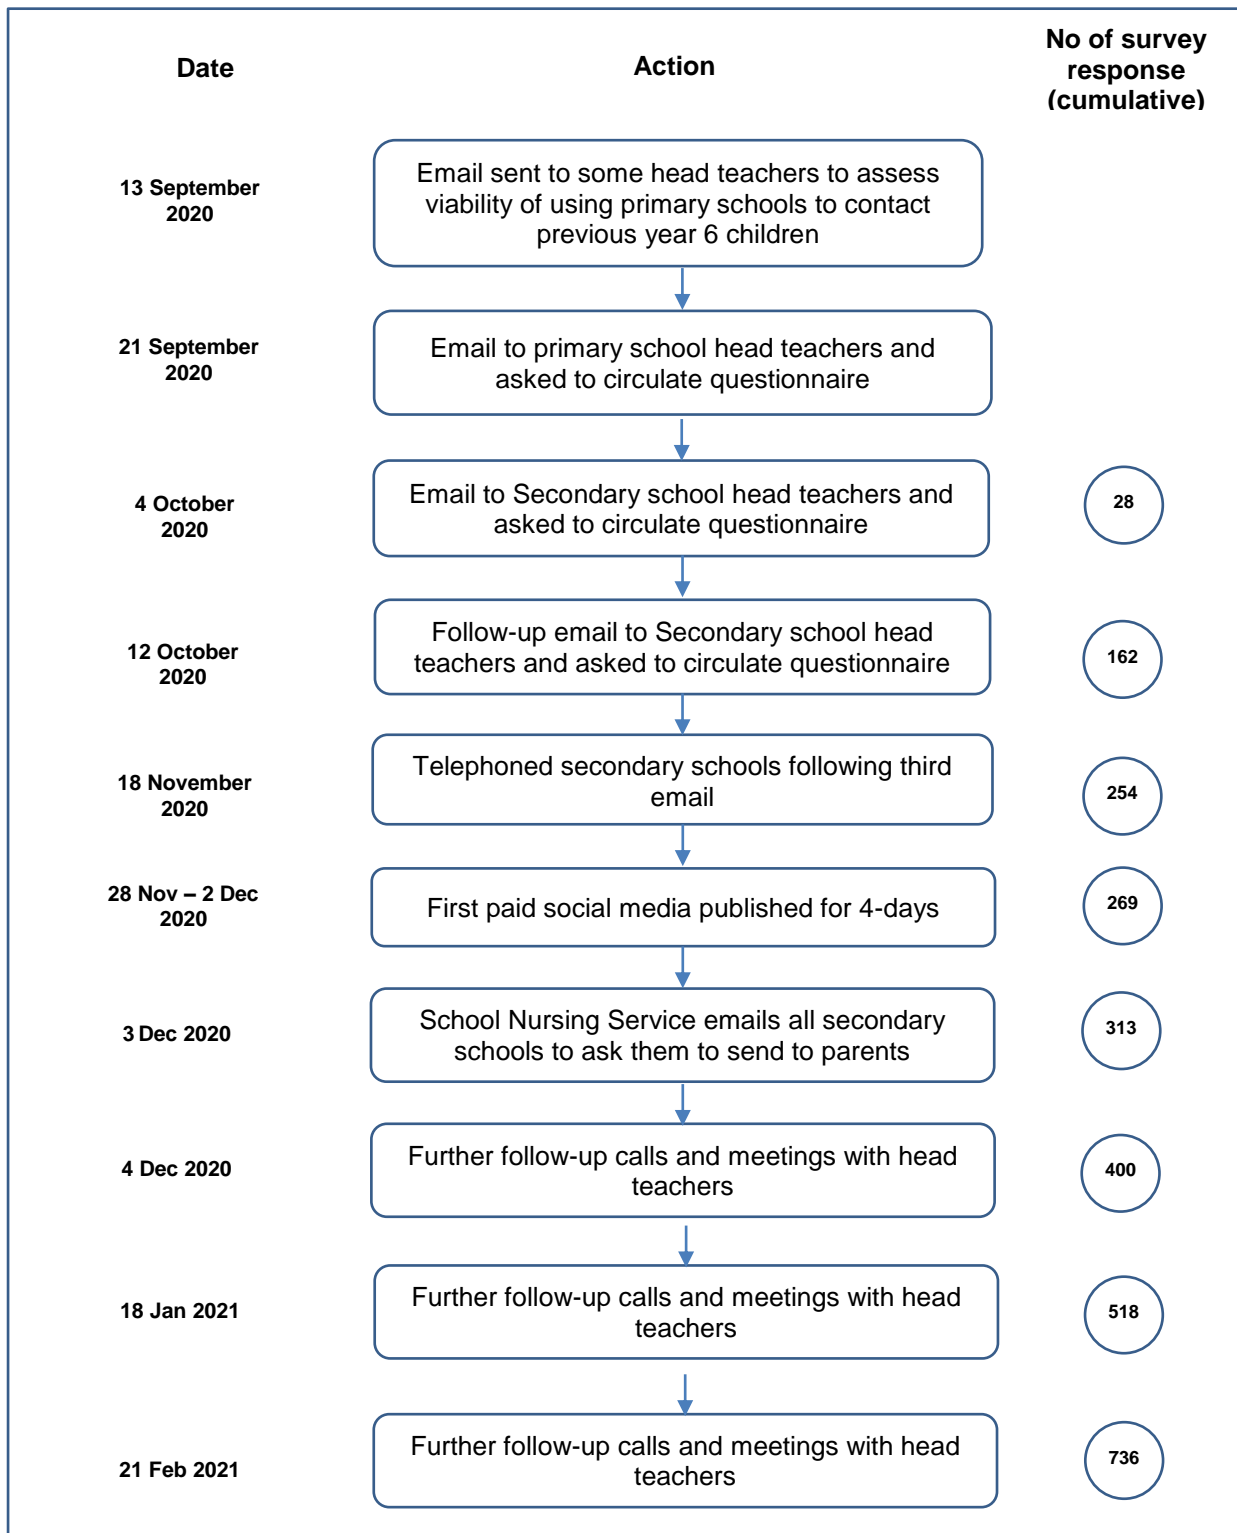 Date
Action
No of survey
response
(cumulative)
13 September
2020
Email sent to some head teachers to assess
viability of using primary schools to contact
previous year 6 children
21 September
2020
Email to primary school head teachers and
asked to circulate questionnaire
4 October
2020
Email to Secondary school head teachers and
asked to circulate questionnaire
28
12 October
2020
Follow-up email to Secondary school head
teachers and asked to circulate questionnaire
162
18 November
2020
Telephoned secondary schools following third
email
254
28 Nov – 2 Dec
2020
First paid social media published for 4-days
269
3 Dec 2020
School Nursing Service emails all secondary
schools to ask them to send to parents
313
4 Dec 2020
Further follow-up calls and meetings with head
teachers
400
18 Jan 2021
Further follow-up calls and meetings with head
teachers
518
21 Feb 2021
Further follow-up calls and meetings with head
teachers
736